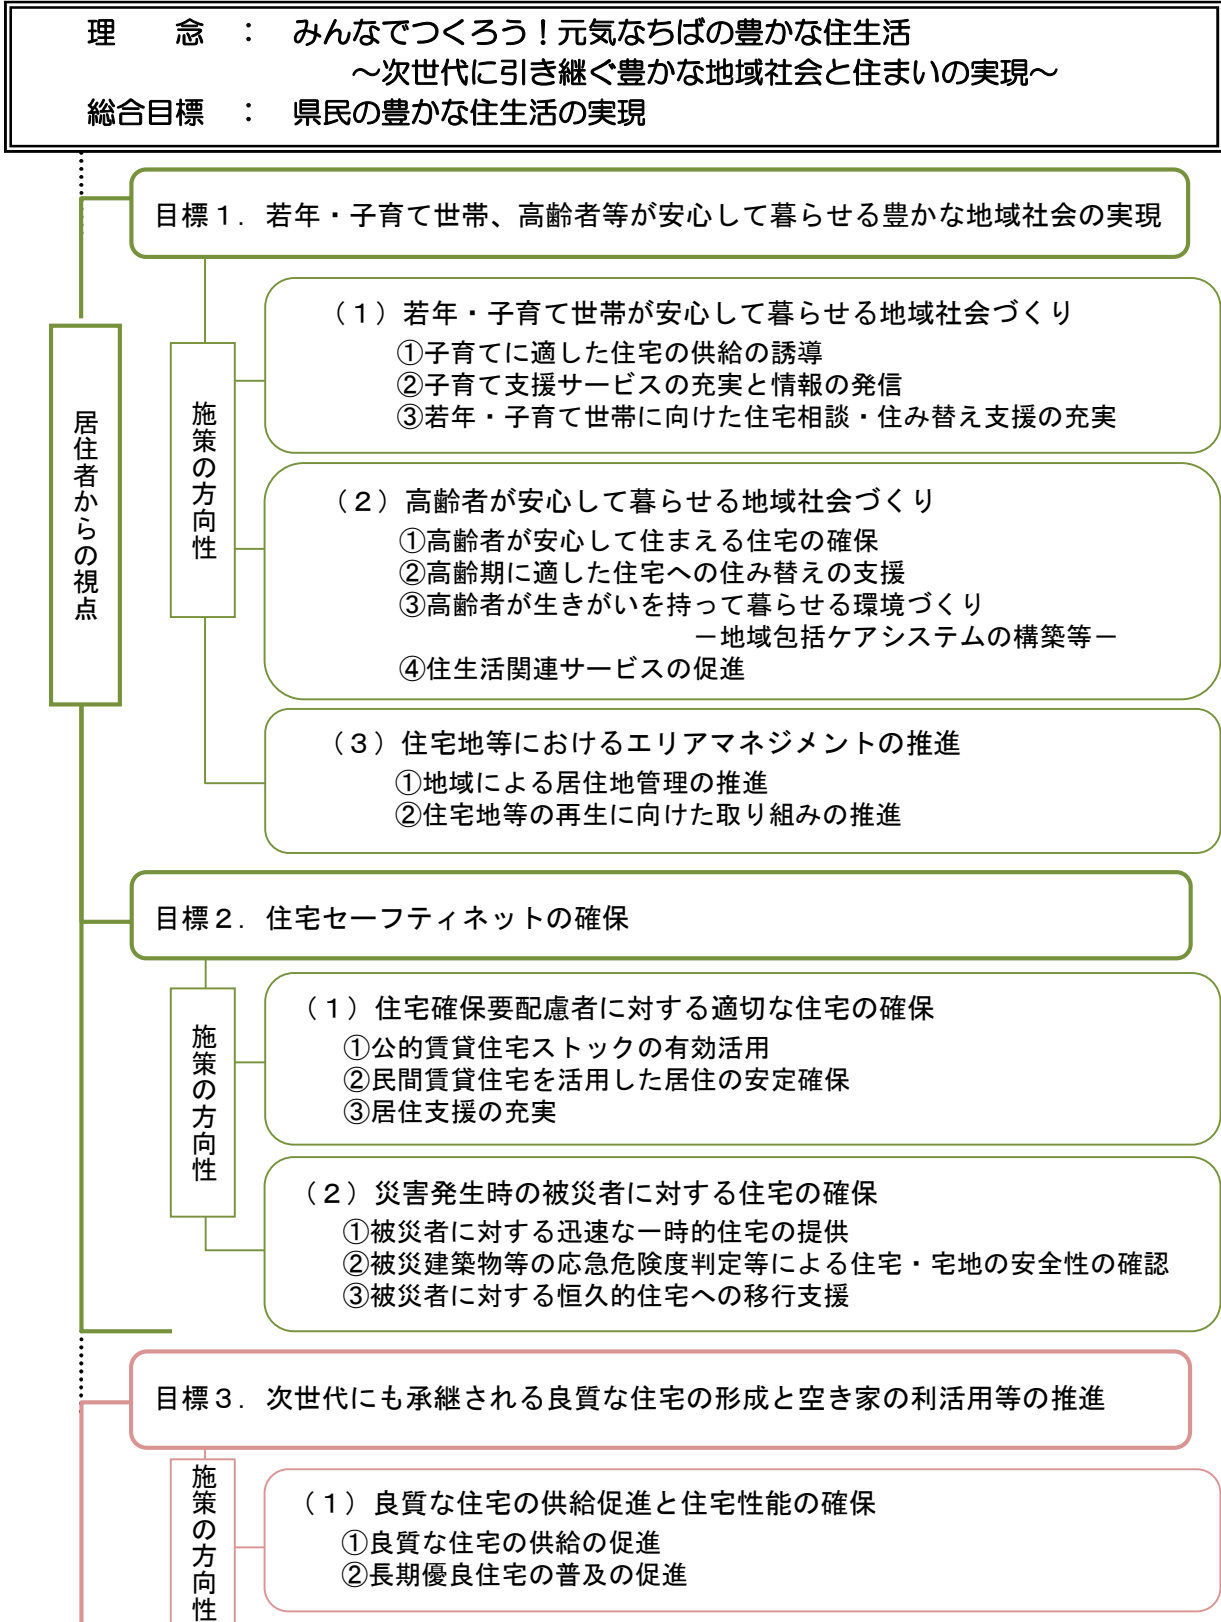 理　念　：　みんなでつくろう！元気なちばの豊かな住生活
～次世代に引き継ぐ豊かな地域社会と住まいの実現～
総合目標　：　県民の豊かな住生活の実現
目標１．若年・子育て世帯、高齢者等が安心して暮らせる豊かな地域社会の実現
居住者からの視点
施策の方向性
（１）若年・子育て世帯が安心して暮らせる地域社会づくり
①子育てに適した住宅の供給の誘導
②子育て支援サービスの充実と情報の発信
③若年・子育て世帯に向けた住宅相談・住み替え支援の充実
（２）高齢者が安心して暮らせる地域社会づくり
①高齢者が安心して住まえる住宅の確保
②高齢期に適した住宅への住み替えの支援
③高齢者が生きがいを持って暮らせる環境づくり
－地域包括ケアシステムの構築等－
④住生活関連サービスの促進
（３）住宅地等におけるエリアマネジメントの推進
①地域による居住地管理の推進
②住宅地等の再生に向けた取り組みの推進
目標２．住宅セーフティネットの確保
施策の方向性
（１）住宅確保要配慮者に対する適切な住宅の確保
①公的賃貸住宅ストックの有効活用
②民間賃貸住宅を活用した居住の安定確保
③居住支援の充実
（２）災害発生時の被災者に対する住宅の確保
①被災者に対する迅速な一時的住宅の提供
②被災建築物等の応急危険度判定等による住宅・宅地の安全性の確認
③被災者に対する恒久的住宅への移行支援
目標３．次世代にも承継される良質な住宅の形成と空き家の利活用等の推進
施策の方向性
（１）良質な住宅の供給促進と住宅性能の確保
①良質な住宅の供給の促進
②長期優良住宅の普及の促進